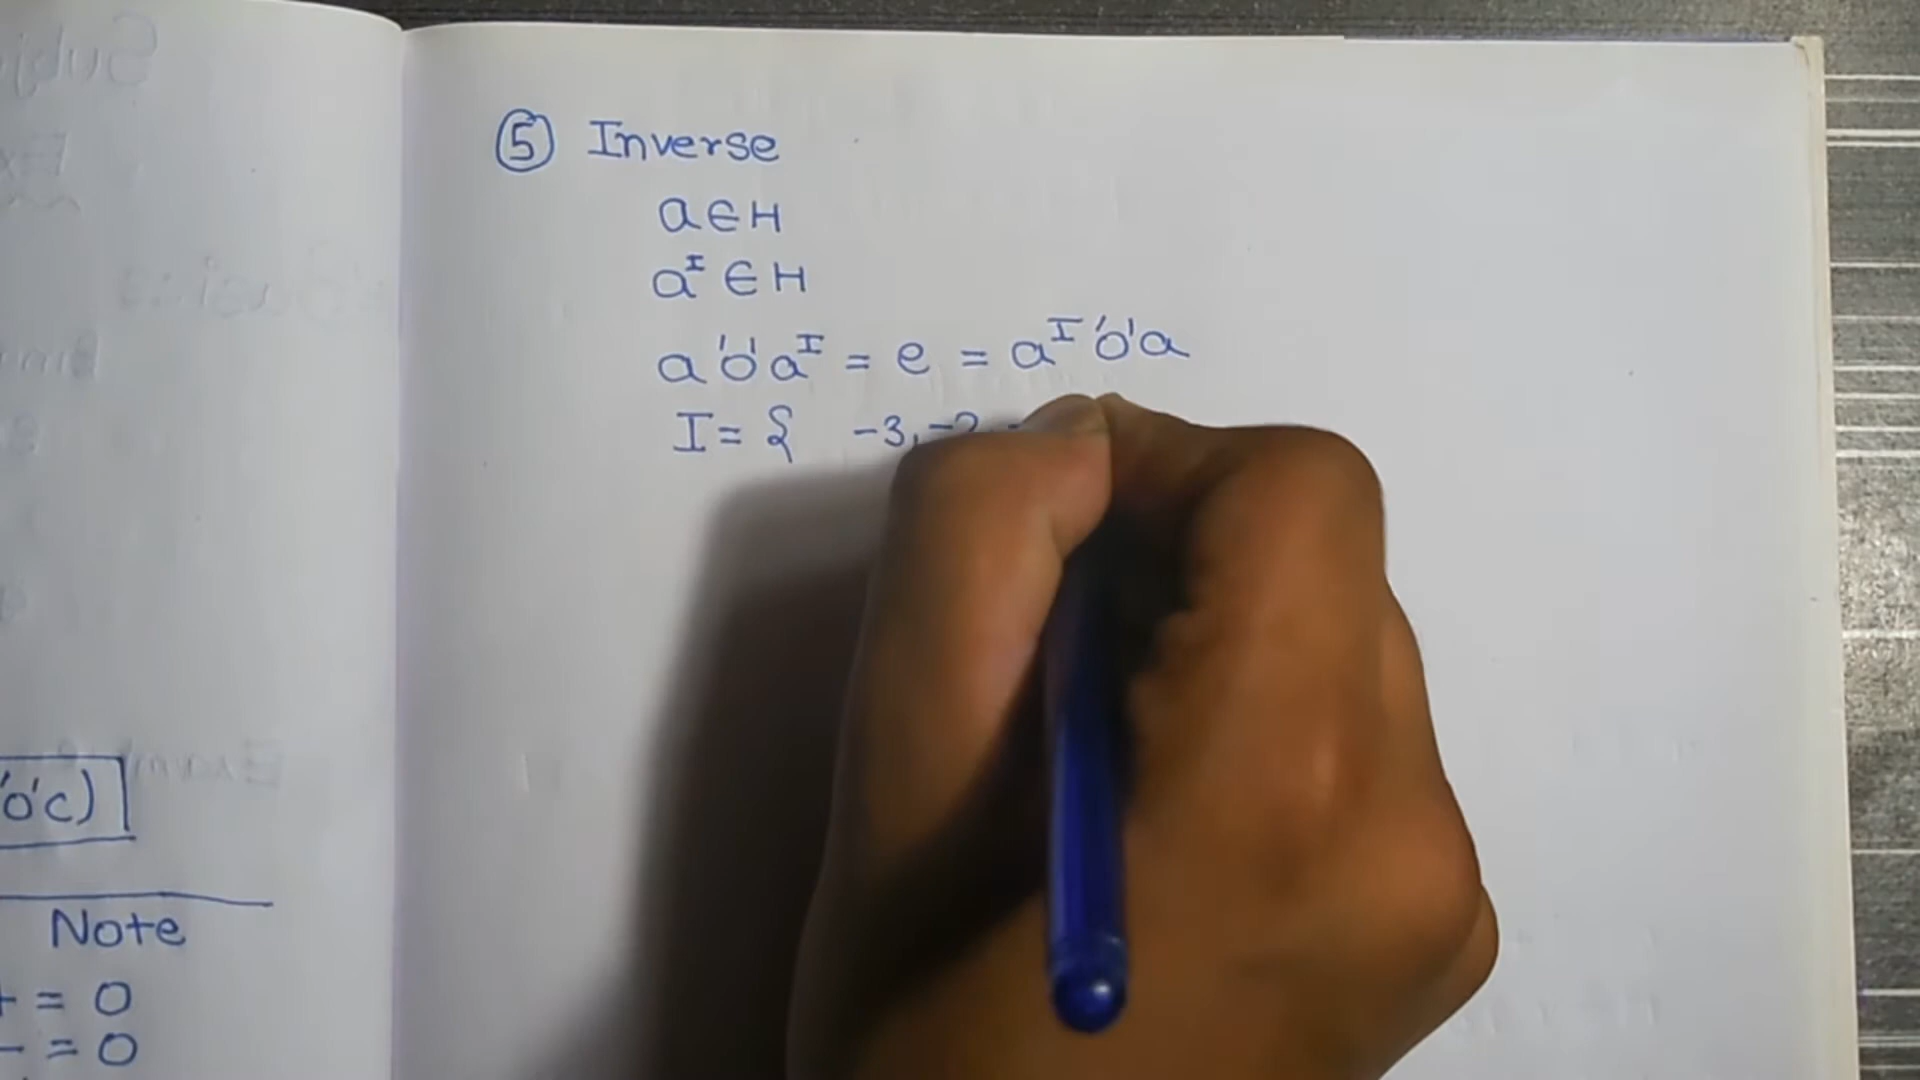 'o'c)
Note
+ = 0
- = 0
⑤ Inverse
a∈H
aᴵ ∈ H
a 'o' aᴵ = e = aᴵ 'o' a
I = { -3, -2,